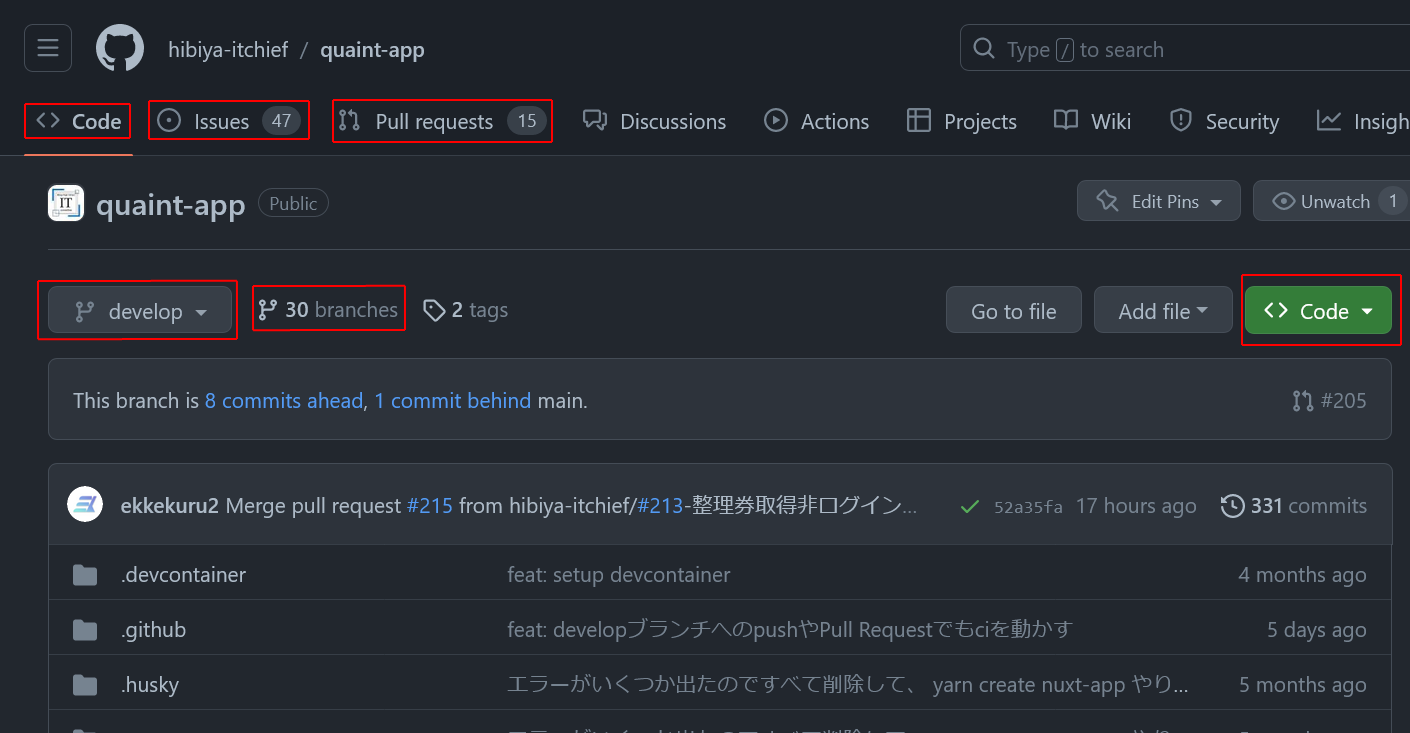 hibiya-itchief / quaint-app
Type / to search
Code
Issues 47
Pull requests 15
Discussions
Actions
Projects
Wiki
Security
Insigh
IT
quaint-app Public
Edit Pins
Unwatch 1
develop
30 branches
2 tags
Go to file
Add file
Code
This branch is 8 commits ahead, 1 commit behind main.
#205
ekkekuru2 Merge pull request #215 from hibiya-itchief/#213-整理券取得非ログイン…
52a35fa 17 hours ago
331 commits
.devcontainer
feat: setup devcontainer
4 months ago
.github
feat: developブランチへのpushやPull Requestでもciを動かす
5 days ago
.husky
エラーがいくつか出たのですべて削除して、 yarn create nuxt-app やり…
5 months ago